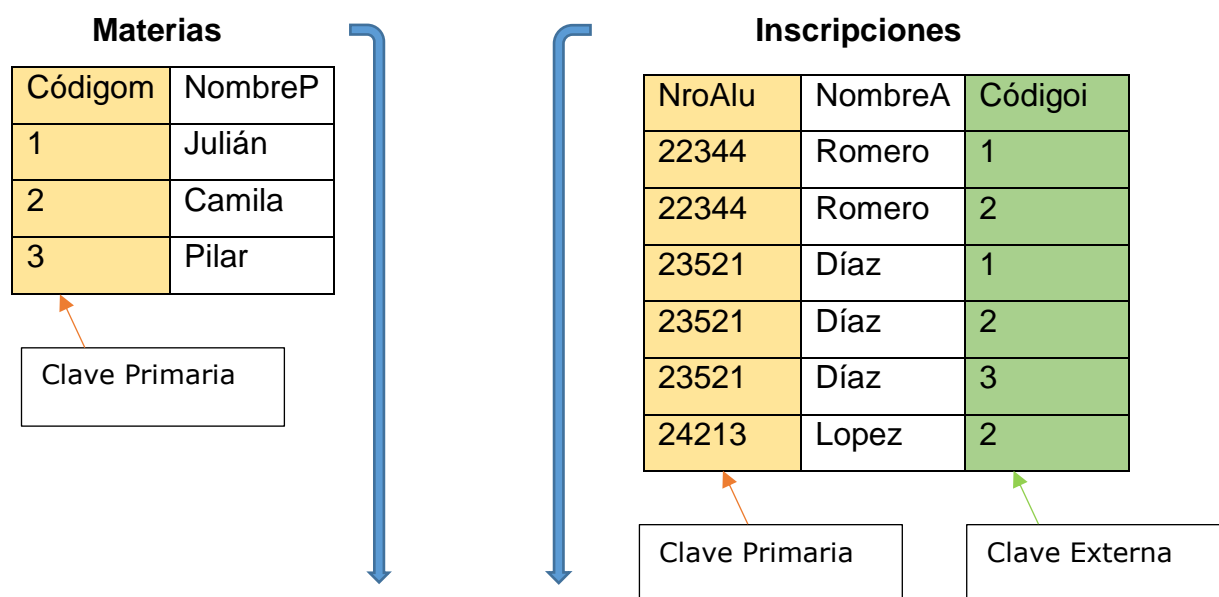 Materias
Códigom NombreP
1 Julián
2 Camila
3 Pilar
Clave Primaria
Inscripciones
NroAlu NombreA Códigoi
22344 Romero 1
22344 Romero 2
23521 Díaz 1
23521 Díaz 2
23521 Díaz 3
24213 Lopez 2
Clave Primaria
Clave Externa